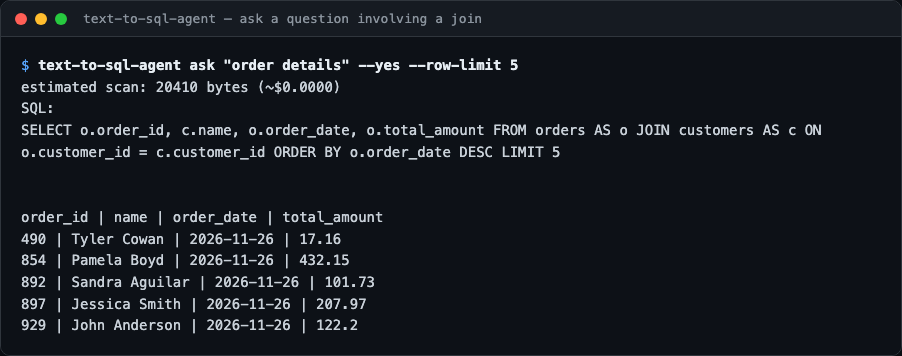 text-to-sql-agent — ask a question involving a join
$ text-to-sql-agent ask "order details" --yes --row-limit 5
estimated scan: 20410 bytes (~$0.0000)
SQL:
SELECT o.order_id, c.name, o.order_date, o.total_amount FROM orders AS o JOIN customers AS c ON
o.customer_id = c.customer_id ORDER BY o.order_date DESC LIMIT 5
order_id | name | order_date | total_amount
490 | Tyler Cowan | 2026-11-26 | 17.16
854 | Pamela Boyd | 2026-11-26 | 432.15
892 | Sandra Aguilar | 2026-11-26 | 101.73
897 | Jessica Smith | 2026-11-26 | 207.97
929 | John Anderson | 2026-11-26 | 122.2